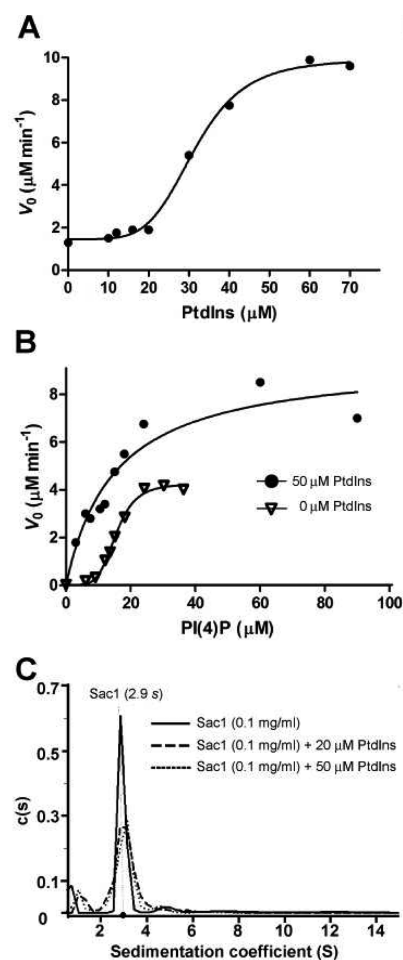 A
10
8
6
4
2
0
V₀ (µM min⁻¹)
0 10 20 30 40 50 60 70
PtdIns (µM)
B
8
6
4
2
0
V₀ (µM min⁻¹)
50 µM PtdIns
0 µM PtdIns
0 20 40 60 80 100
PI(4)P (µM)
C
0.7
0.5
0.3
0.1
0
c(s)
Sac1 (2.9 s)
Sac1 (0.1 mg/ml)
Sac1 (0.1 mg/ml) + 20 µM PtdIns
Sac1 (0.1 mg/ml) + 50 µM PtdIns
2 4 6 8 10 12 14
Sedimentation coefficient (S)